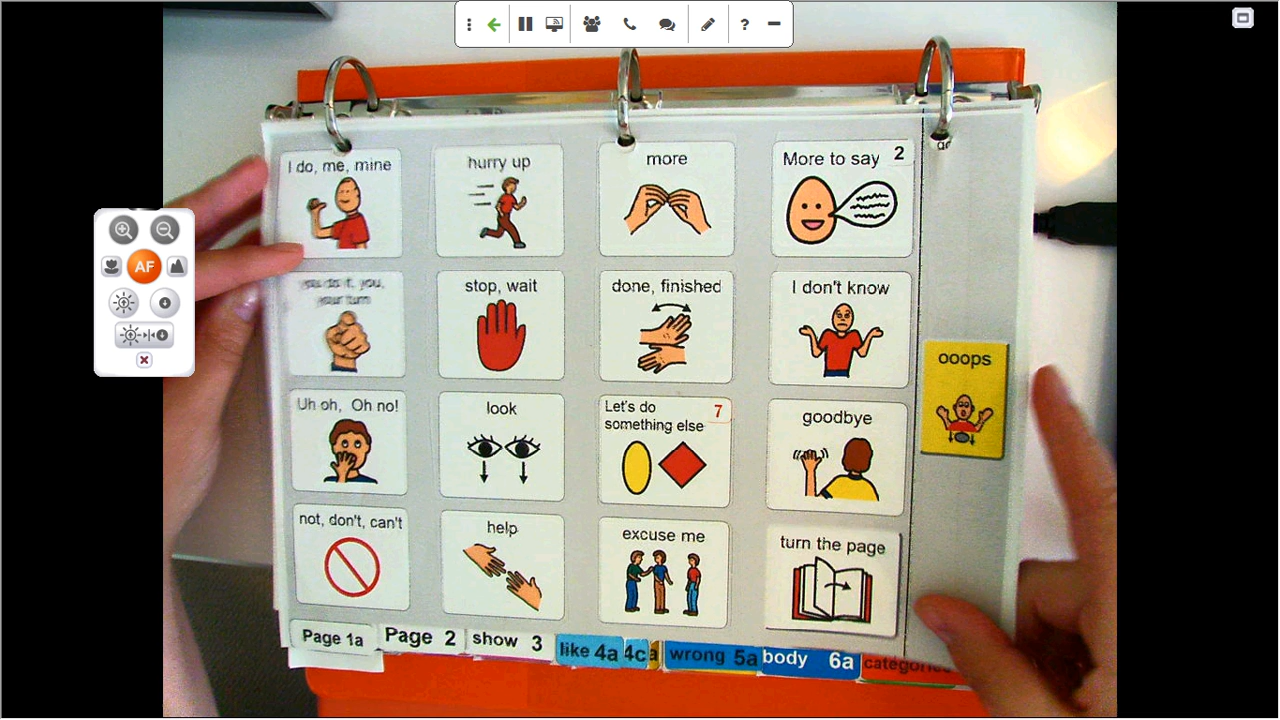 I do, me, mine
hurry up
more
More to say 2
you do it, you,
your turn
stop, wait
done, finished
I don't know
ooops
Uh oh, Oh no!
look
Let's do 7
something else
goodbye
not, don't, can't
help
excuse me
turn the page
Page 1a
Page 2
show 3
like 4a
4c
a
wrong 5a
body 6a
categories
AF
?